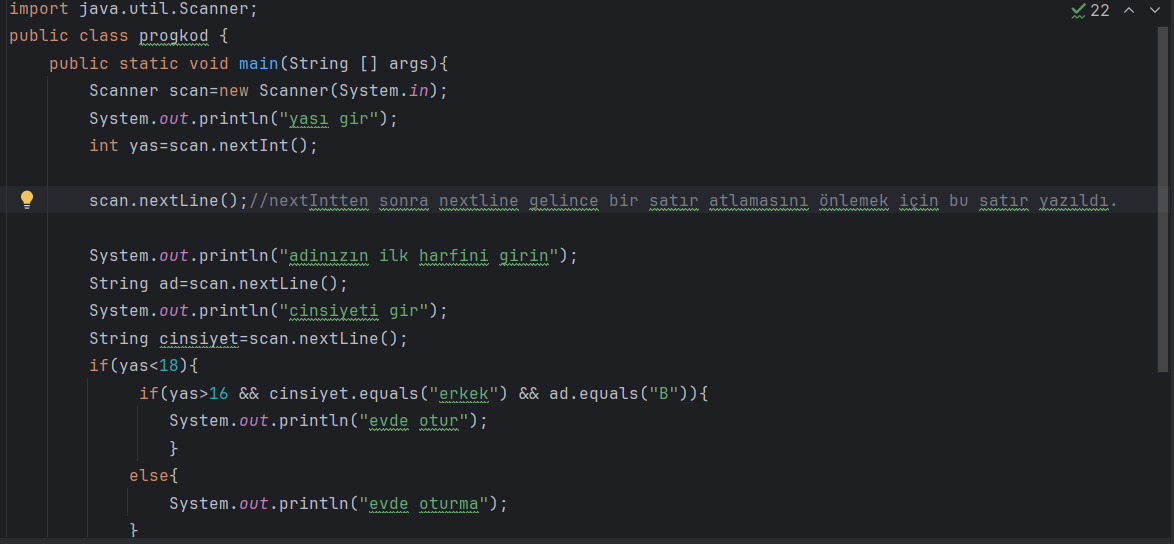 import java.util.Scanner;
22
public class progkod {
public static void main(String [] args){
Scanner scan=new Scanner(System.in);
System.out.println("yası gir");
int yas=scan.nextInt();
scan.nextLine();//nextIntten sonra nextline gelince bir satır atlamasını önlemek için bu satır yazıldı.
System.out.println("adinızın ilk harfini girin");
String ad=scan.nextLine();
System.out.println("cinsiyeti gir");
String cinsiyet=scan.nextLine();
if(yas<18){
if(yas>16 && cinsiyet.equals("erkek") && ad.equals("B")){
System.out.println("evde otur");
}
else{
System.out.println("evde oturma");
}